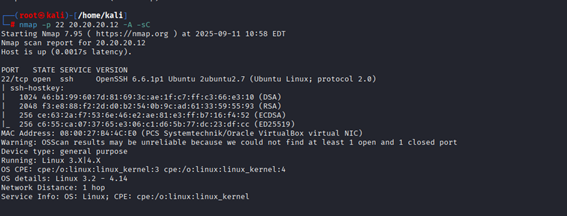 (root㉿kali)-[/home/kali]
# nmap -p 22 20.20.20.12 -A -sC
Starting Nmap 7.95 ( https://nmap.org ) at 2025-09-11 10:58 EDT
Nmap scan report for 20.20.20.12
Host is up (0.0017s latency).

PORT   STATE SERVICE VERSION
22/tcp open  ssh     OpenSSH 6.6.1p1 Ubuntu 2ubuntu2.7 (Ubuntu Linux; protocol 2.0)
| ssh-hostkey:
|   1024 46:b1:99:60:7d:81:69:3c:ae:1f:c7:ff:c3:66:e3:10 (DSA)
|   2048 f3:e8:88:f2:2d:d0:b2:54:0b:9c:ad:61:33:59:55:93 (RSA)
|   256 ce:63:2a:f7:53:6e:46:e2:ae:81:e3:ff:b7:16:f4:52 (ECDSA)
|_  256 c6:55:ca:07:37:65:e3:06:c1:d6:5b:77:dc:23:df:cc (ED25519)
MAC Address: 08:00:27:B4:4C:E0 (PCS Systemtechnik/Oracle VirtualBox virtual NIC)
Warning: OSScan results may be unreliable because we could not find at least 1 open and 1 closed port
Device type: general purpose
Running: Linux 3.X|4.X
OS CPE: cpe:/o:linux:linux_kernel:3 cpe:/o:linux:linux_kernel:4
OS details: Linux 3.2 - 4.14
Network Distance: 1 hop
Service Info: OS: Linux; CPE: cpe:/o:linux:linux_kernel